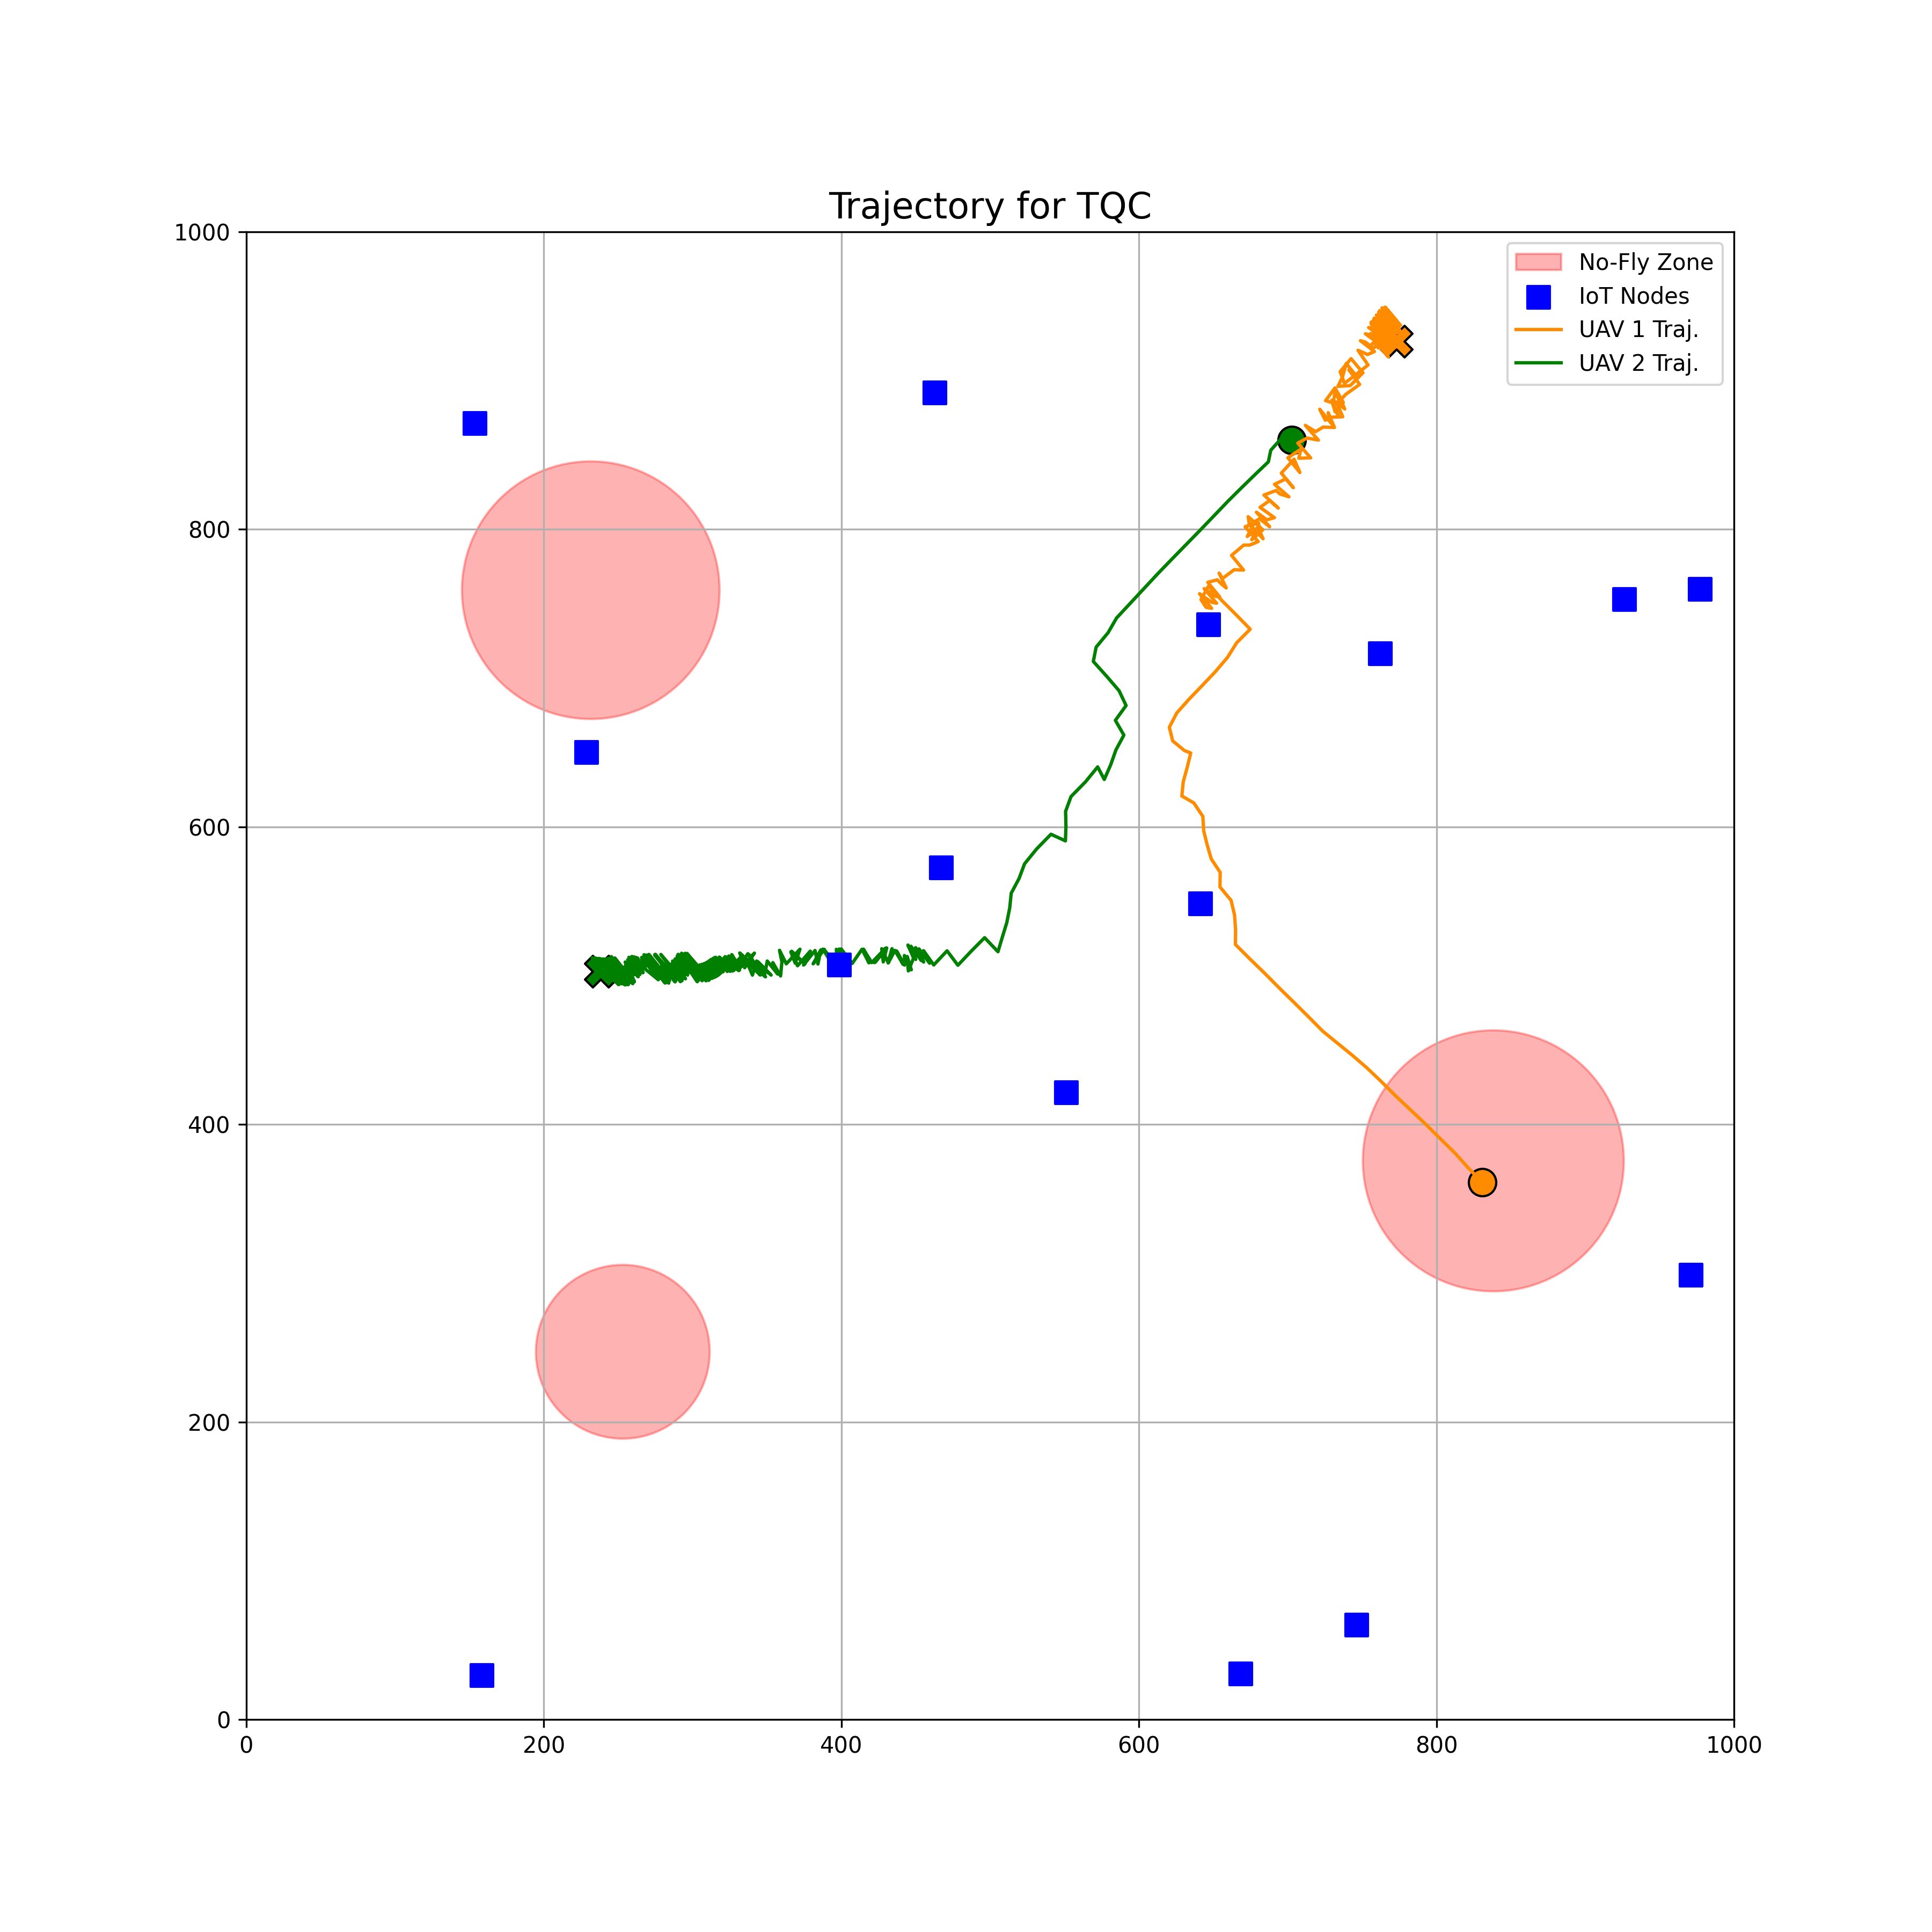 Trajectory for TQC
No-Fly Zone
IoT Nodes
UAV 1 Traj.
UAV 2 Traj.
1000
800
600
400
200
0
0 200 400 600 800 1000